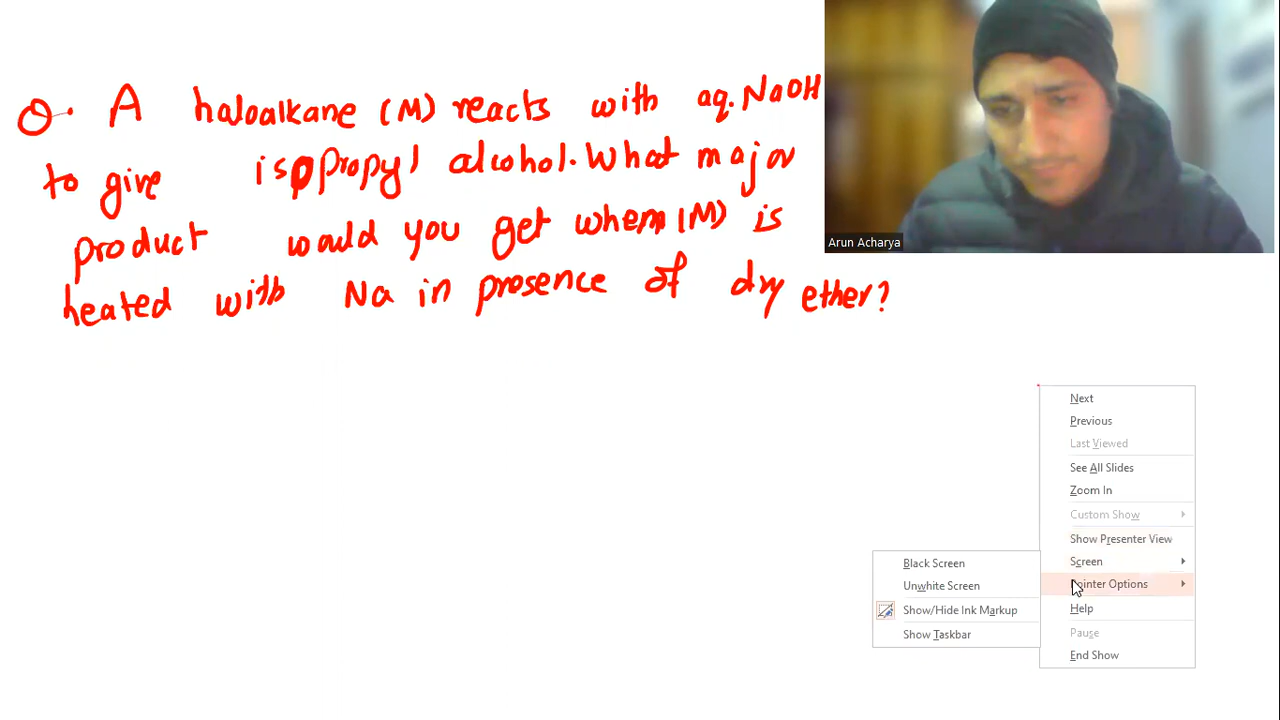 Q. A haloalkane (M) reacts with aq. NaOH
to give isopropyl alcohol. What major
product would you get when (M) is
heated with Na in presence of dry ether?
Arun Acharya
Next
Previous
Last Viewed
See All Slides
Zoom In
Custom Show
Show Presenter View
Screen
Pointer Options
Help
Pause
End Show
Black Screen
Unwhite Screen
Show/Hide Ink Markup
Show Taskbar